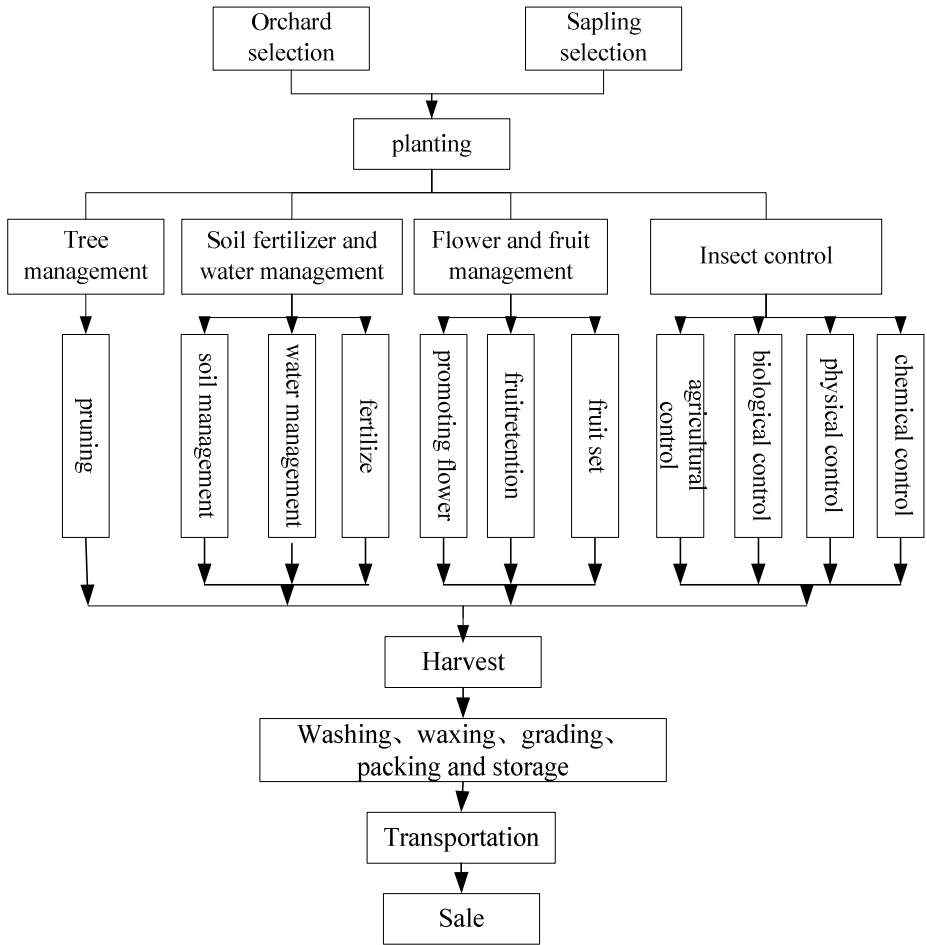 Orchard
selection
Sapling
selection
planting
Tree
management
Soil fertilizer and
water management
Flower and fruit
management
Insect control
pruning
soil management
water management
fertilize
promoting flower
fruitretention
fruit set
agricultural
control
biological control
physical control
chemical control
Harvest
Washing、waxing、grading、
packing and storage
Transportation
Sale